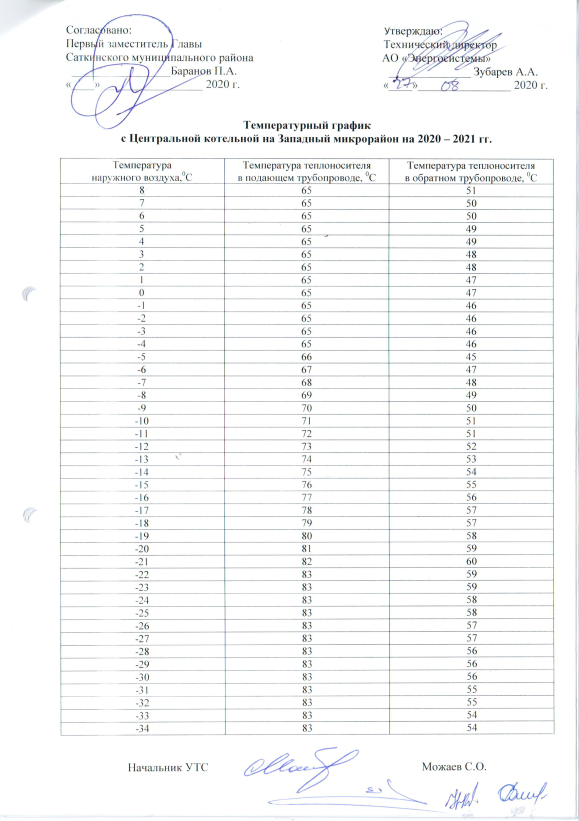 Согласовано:
Первый заместитель Главы
Саткинского муниципального района
____________________ Баранов П.А.
«____»__________________ 2020 г.
Утверждаю:
Технический директор
АО «Энергосистемы»
______________ Зубарев А.А.
« 27 » 08 ______________ 2020 г.
Температурный график
с Центральной котельной на Западный микрорайон на 2020 – 2021 гг.
Температура наружного воздуха,⁰С | Температура теплоносителя в подающем трубопроводе, ⁰С | Температура теплоносителя в обратном трубопроводе, ⁰С
8 65 51
7 65 50
6 65 50
5 65 49
4 65 49
3 65 48
2 65 48
1 65 47
0 65 47
-1 65 46
-2 65 46
-3 65 46
-4 65 46
-5 66 45
-6 67 47
-7 68 48
-8 69 49
-9 70 50
-10 71 51
-11 72 51
-12 73 52
-13 74 53
-14 75 54
-15 76 55
-16 77 56
-17 78 57
-18 79 57
-19 80 58
-20 81 59
-21 82 60
-22 83 59
-23 83 59
-24 83 58
-25 83 58
-26 83 57
-27 83 57
-28 83 56
-29 83 56
-30 83 56
-31 83 55
-32 83 55
-33 83 54
-34 83 54
Начальник УТС Можаев С.О.